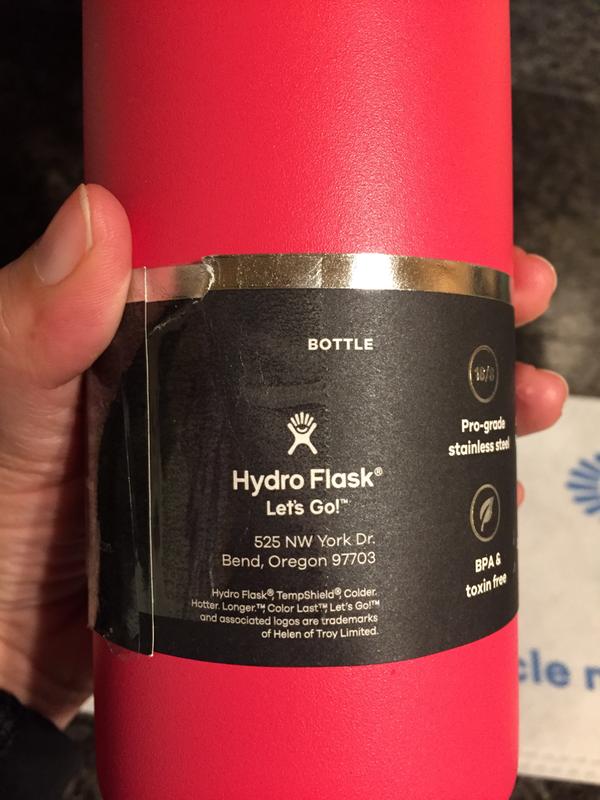 BOTTLE
18/8
Pro-grade
stainless steel
Hydro Flask®
Let's Go!™
525 NW York Dr.
Bend, Oregon 97703
BPA &
toxin free
Hydro Flask®, TempShield®, Colder.
Hotter. Longer.™, Color Last™, Let's Go!™
and associated logos are trademarks
of Helen of Troy Limited.
cle